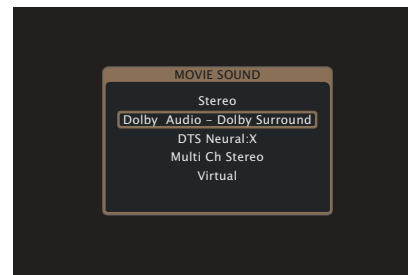 MOVIE SOUND
Stereo
Dolby Audio – Dolby Surround
DTS Neural:X
Multi Ch Stereo
Virtual